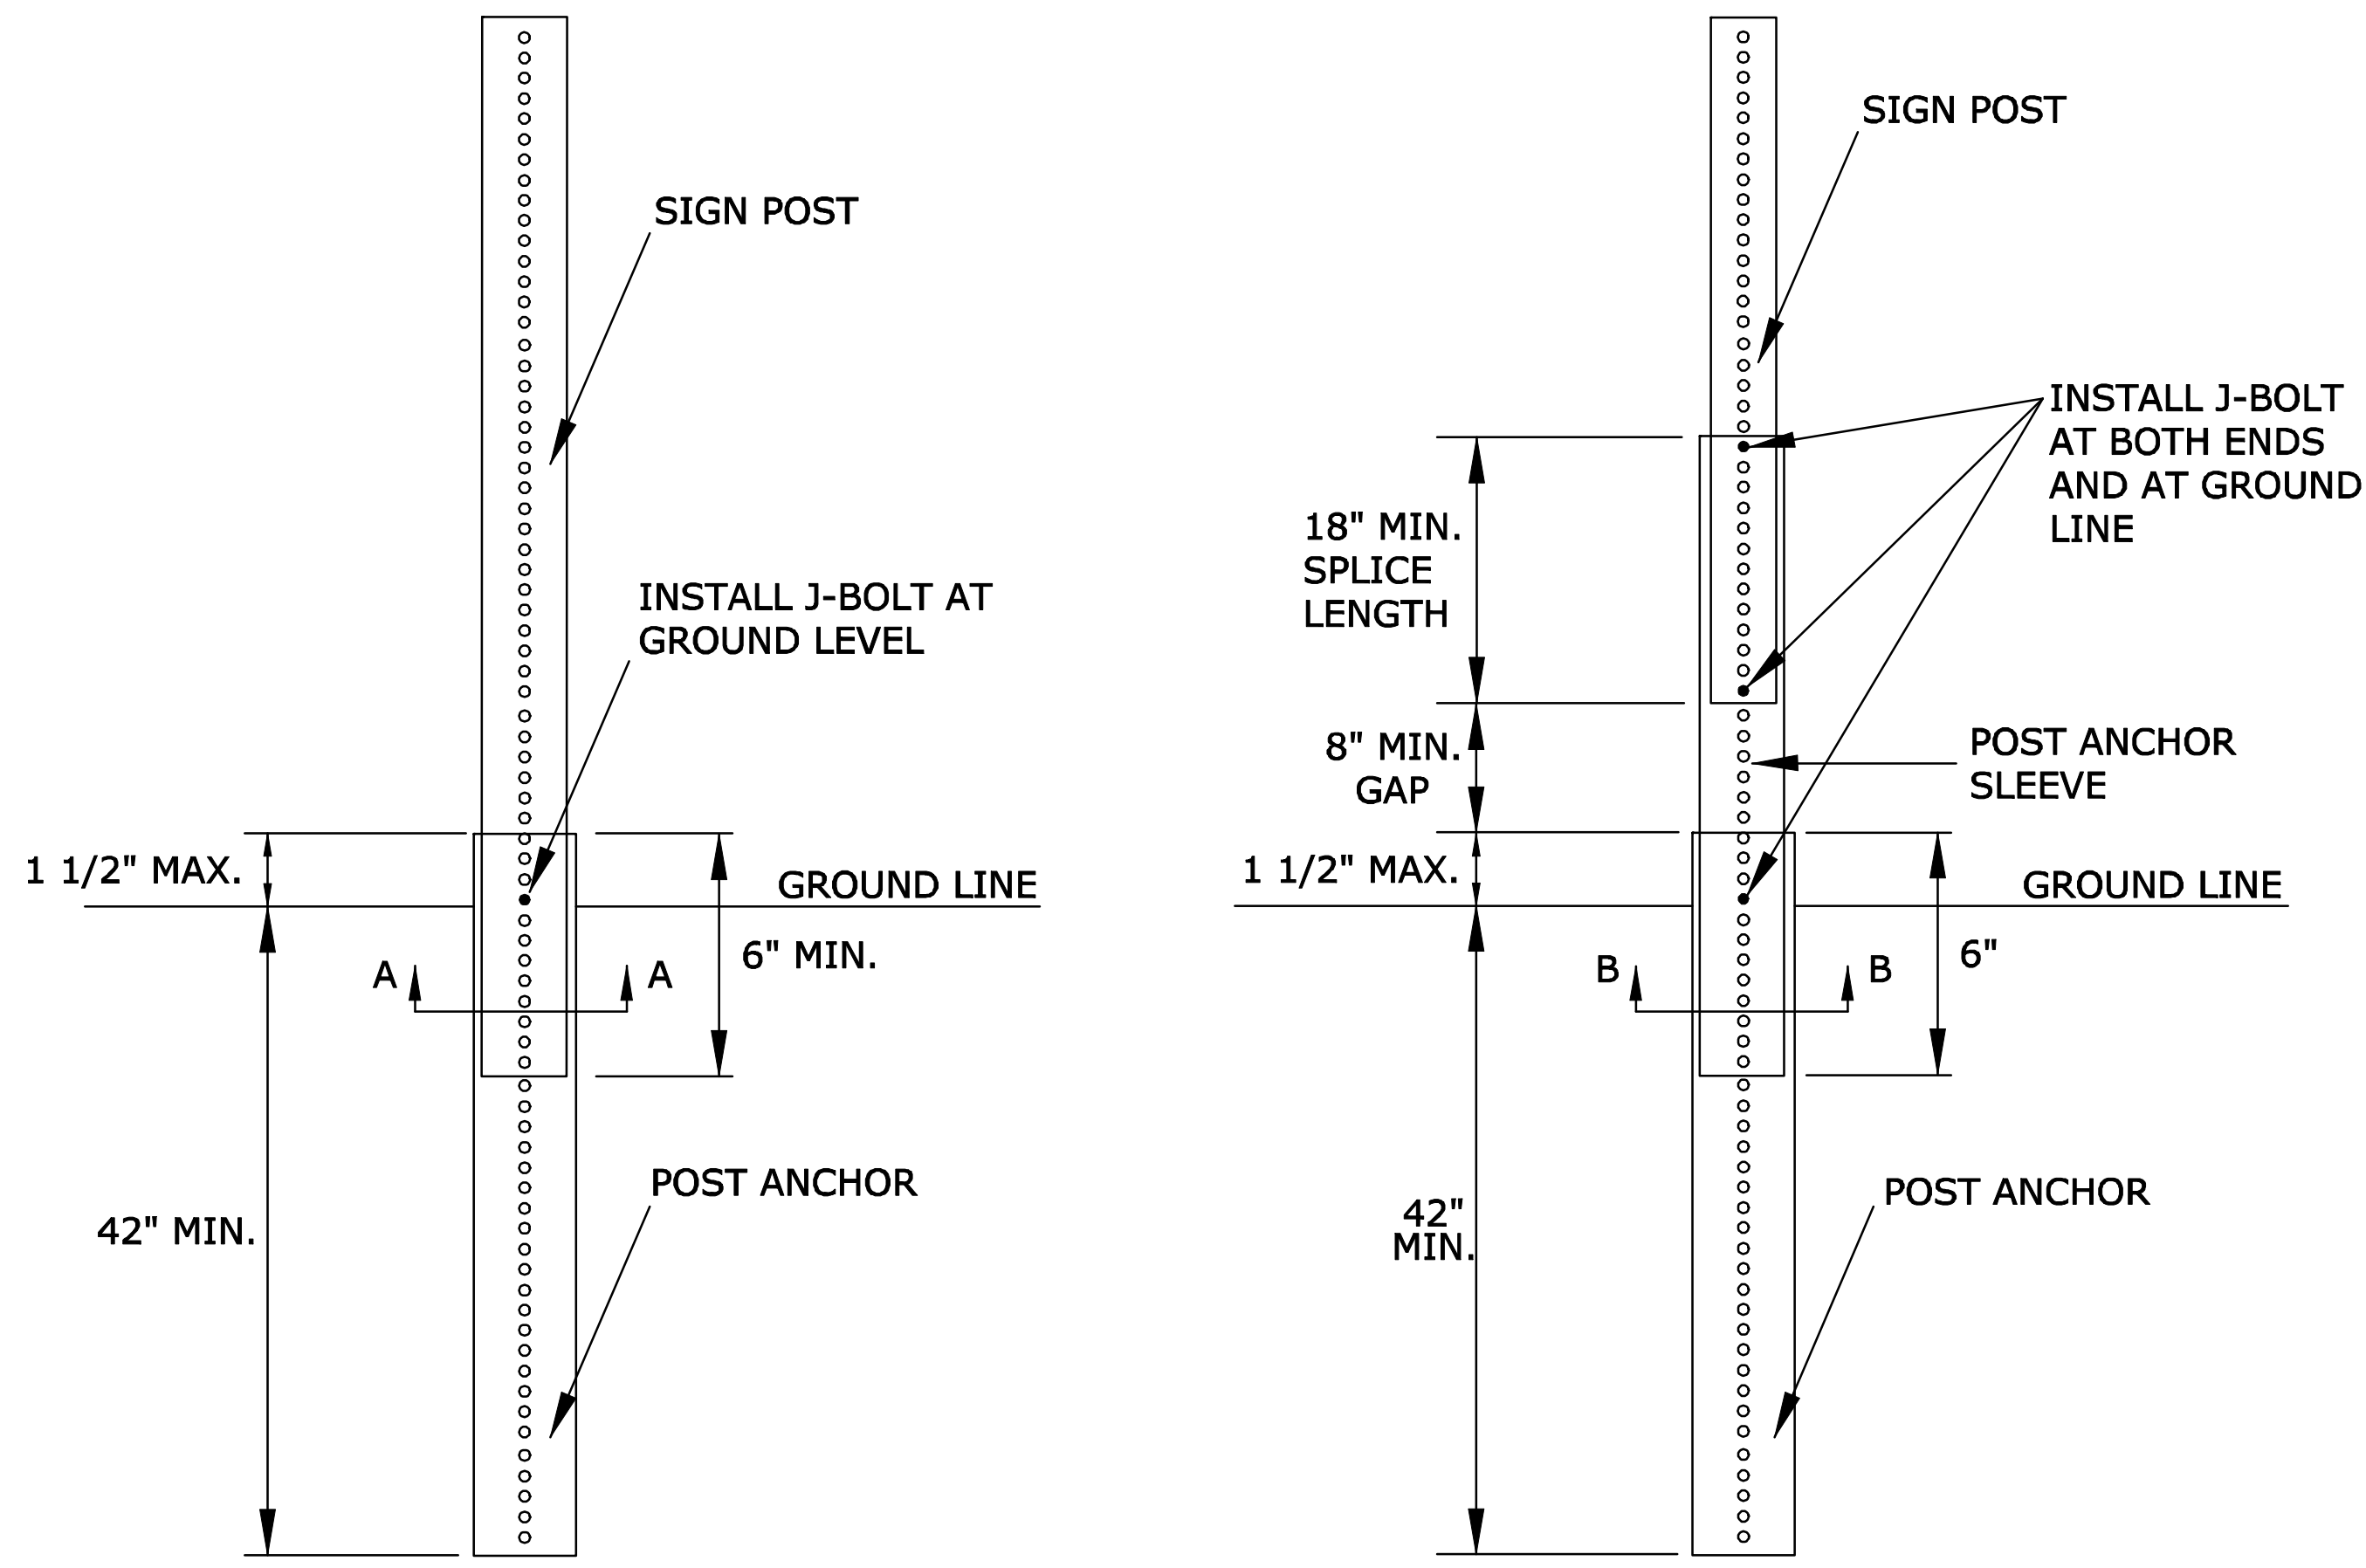 SIGN POST
INSTALL J-BOLT AT
GROUND LEVEL
1 1/2" MAX.
GROUND LINE
6" MIN.
A
A
POST ANCHOR
42" MIN.
SIGN POST
INSTALL J-BOLT
AT BOTH ENDS
AND AT GROUND
LINE
18" MIN.
SPLICE
LENGTH
8" MIN.
GAP
POST ANCHOR
SLEEVE
1 1/2" MAX.
GROUND LINE
6"
B
B
POST ANCHOR
42"
MIN.